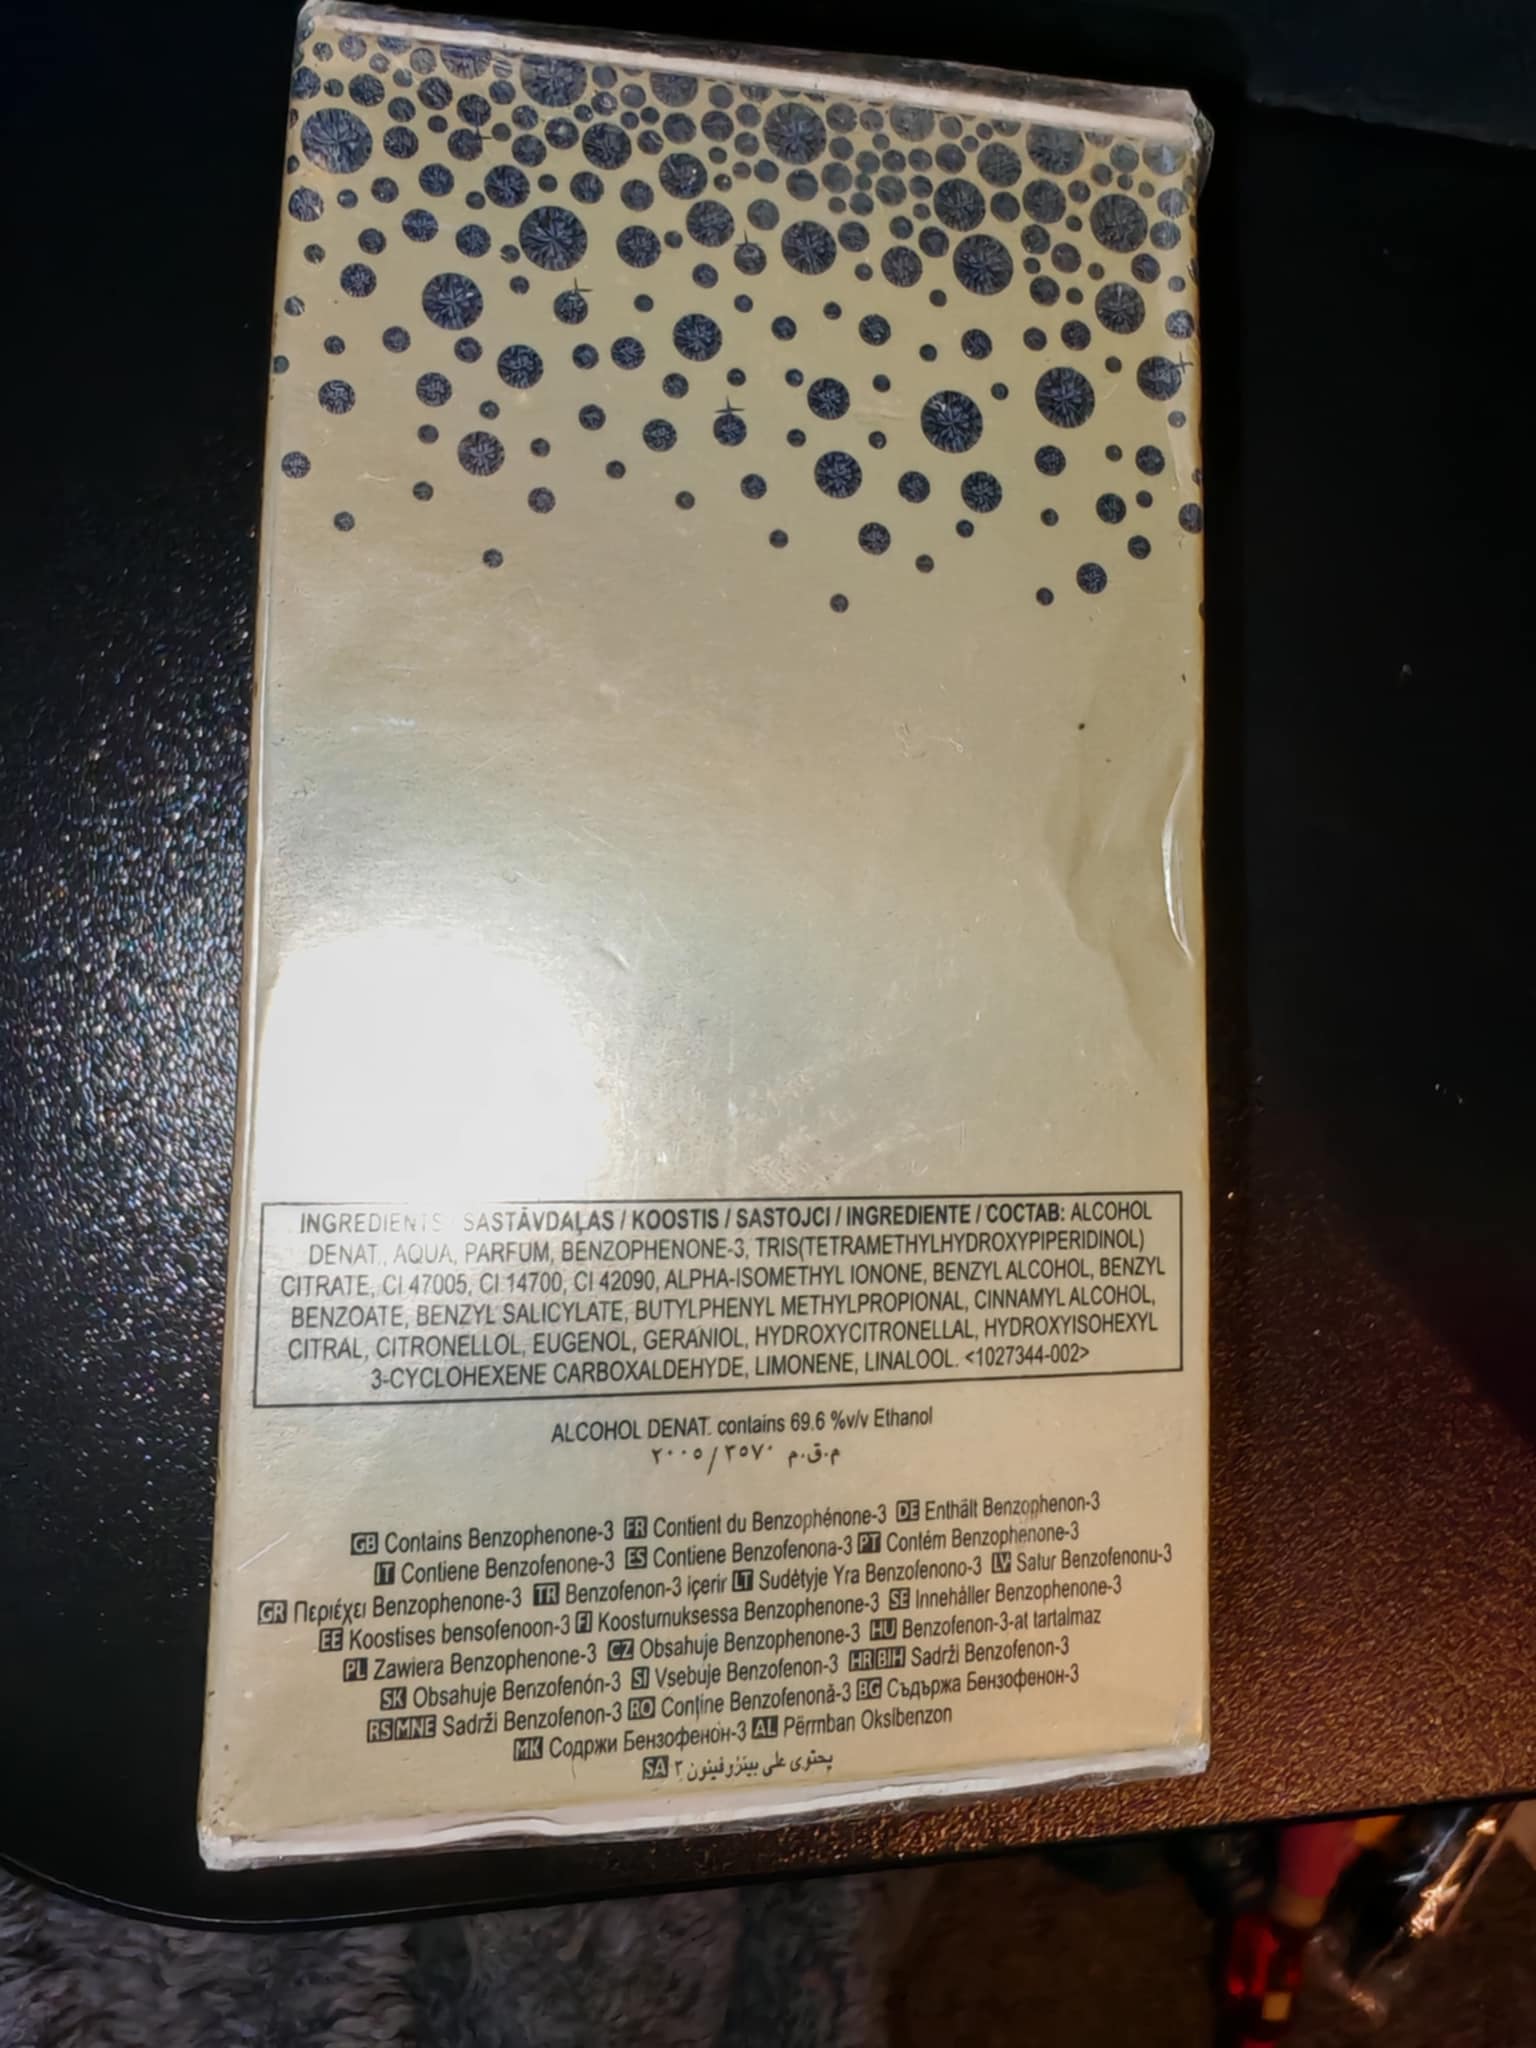 INGREDIENTS / SASTĀVDAĻAS / KOOSTIS / SASTOJCI / INGREDIENTE / СОСТАВ: ALCOHOL
DENAT., AQUA, PARFUM, BENZOPHENONE-3, TRIS(TETRAMETHYLHYDROXYPIPERIDINOL)
CITRATE, CI 47005, CI 14700, CI 42090, ALPHA-ISOMETHYL IONONE, BENZYL ALCOHOL, BENZYL
BENZOATE, BENZYL SALICYLATE, BUTYLPHENYL METHYLPROPIONAL, CINNAMYL ALCOHOL,
CITRAL, CITRONELLOL, EUGENOL, GERANIOL, HYDROXYCITRONELLAL, HYDROXYISOHEXYL
3-CYCLOHEXENE CARBOXALDEHYDE, LIMONENE, LINALOOL. <1027344-002>
ALCOHOL DENAT. contains 69.6 %v/v Ethanol
م.ق.م ٣٥٧٠/٢٠٠٥
GB Contains Benzophenone-3 FR Contient du Benzophénone-3 DE Enthält Benzophenon-3
IT Contiene Benzofenone-3 ES Contiene Benzofenona-3 PT Contém Benzophenone-3
GR Περιέχει Benzophenone-3 TR Benzofenon-3 içerir LT Sudėtyje Yra Benzofenono-3 LV Satur Benzofenonu-3
EE Koostises bensofenoon-3 FI Koostumuksessa Benzophenone-3 SE Innehåller Benzophenone-3
PL Zawiera Benzophenone-3 CZ Obsahuje Benzophenone-3 HU Benzofenon-3-at tartalmaz
SK Obsahuje Benzofenón-3 SI Vsebuje Benzofenon-3 HR BIH Sadrži Benzofenon-3
RS MNE Sadrži Benzofenon-3 RO Conține Benzofenonă-3 BG Съдържа Бензофенон-3
MK Содржи Бензофенон-3 AL Përmban Oksibenzon
SA يحتوي على بينزوفينون ٣